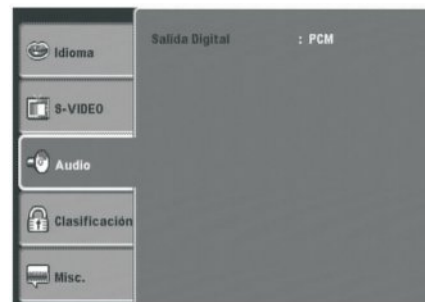 Idioma
S-VIDEO
Audio
Clasificación
Misc.
Salida Digital : PCM